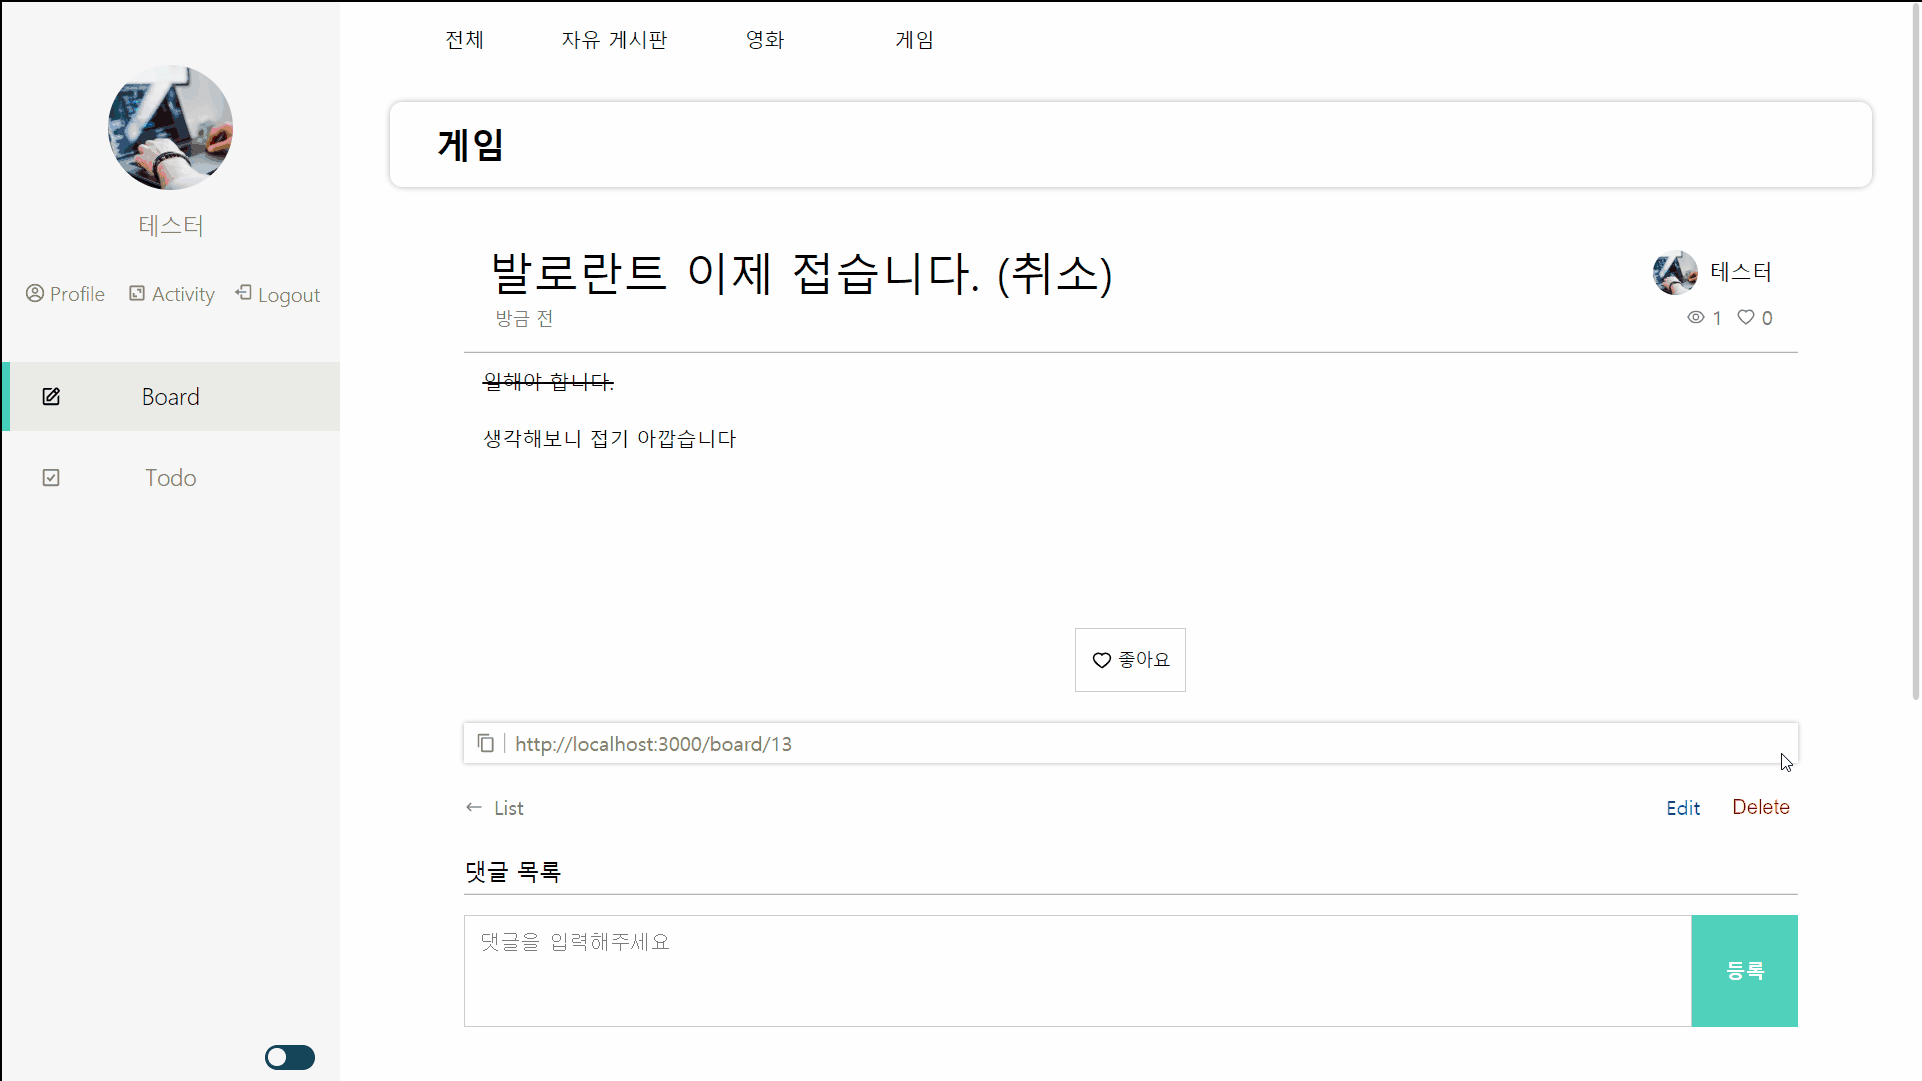 전체 자유 게시판 영화 게임
테스터
Profile Activity Logout
Board
Todo
게임
발로란트 이제 접습니다. (취소)
테스터
방금 전
1 0
일해야 합니다.
생각해보니 접기 아깝습니다
좋아요
http://localhost:3000/board/13
← List
Edit Delete
댓글 목록
댓글을 입력해주세요
등록